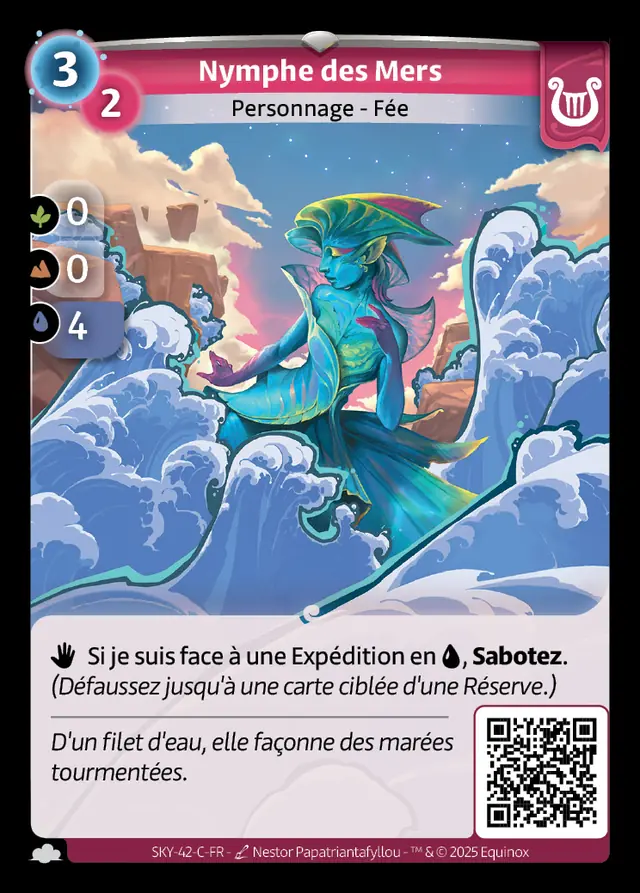 3
Nymphe des Mers
2
Personnage - Fée
0
0
4
Si je suis face à une Expédition en , Sabotez.
(Défaussez jusqu'à une carte ciblée d'une Réserve.)
D'un filet d'eau, elle façonne des marées
tourmentées.
SKY-42-C-FR - Nestor Papatriantafyllou - ™ & © 2025 Equinox